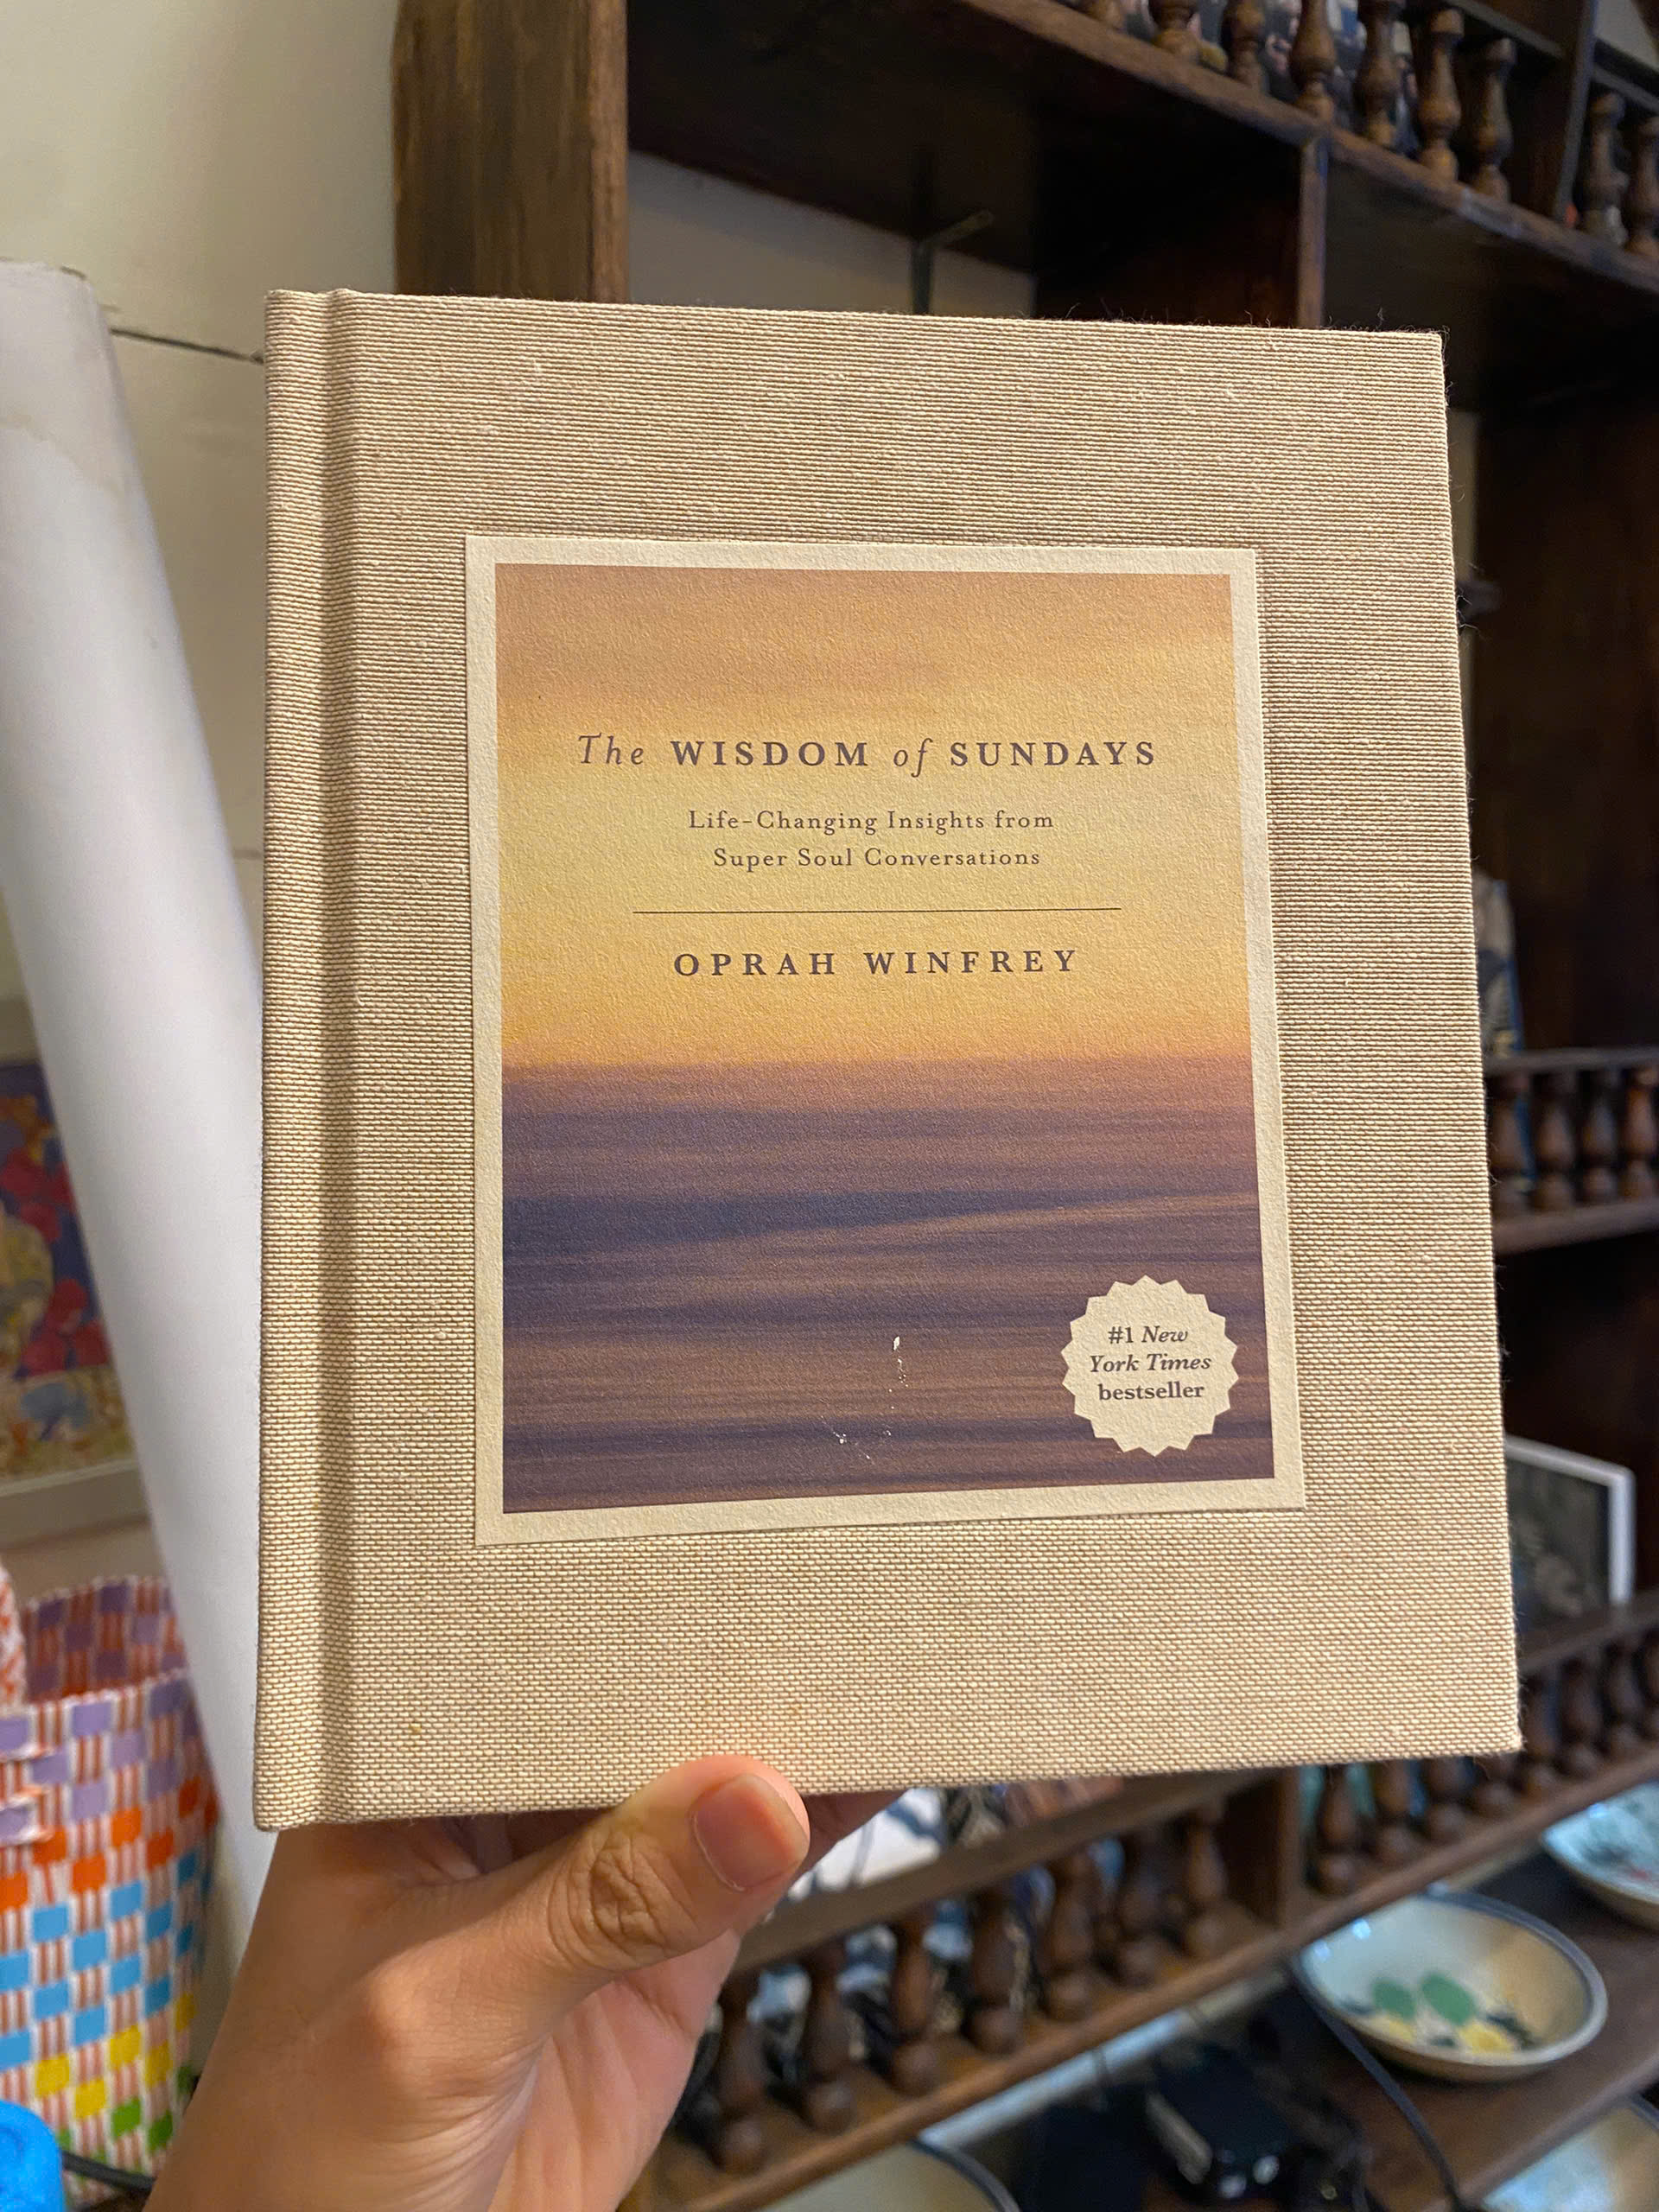 The WISDOM of SUNDAYS
Life-Changing Insights from
Super Soul Conversations
OPRAH WINFREY
#1 New
York Times
bestseller